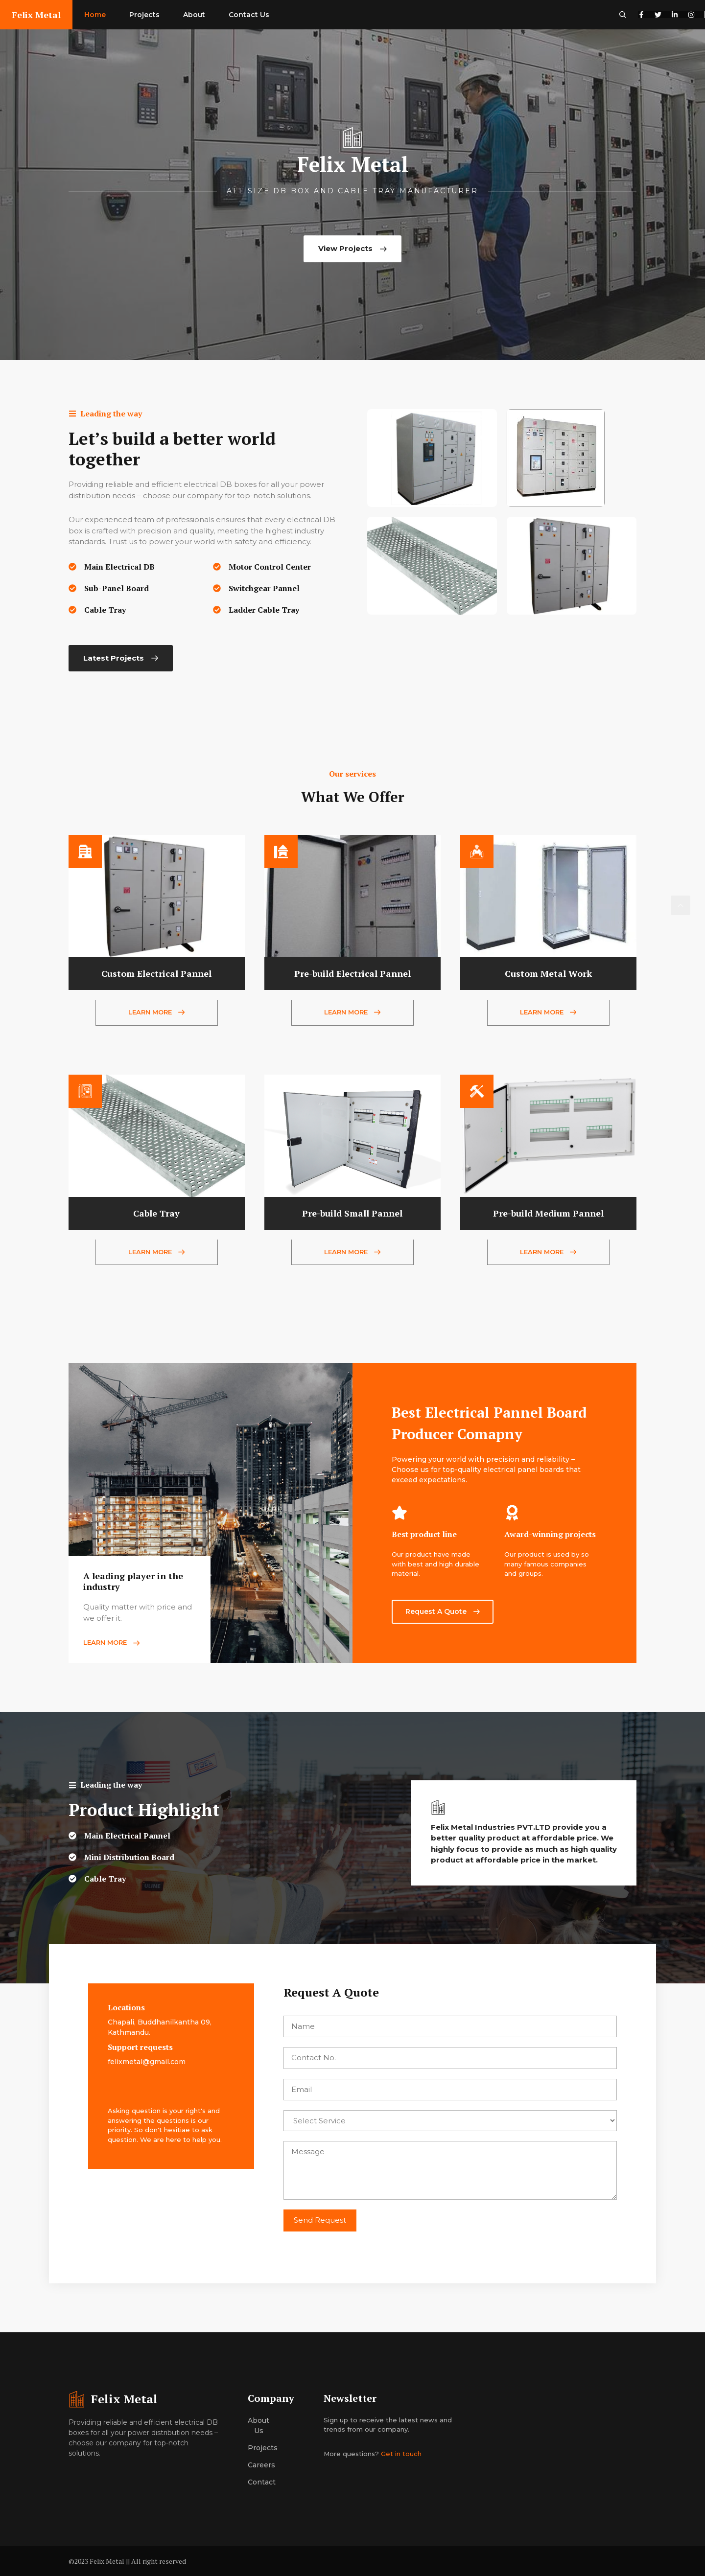 Felix Metal
Home
Projects
About
Contact Us
Felix Metal
ALL SIZE DB BOX AND CABLE TRAY MANUFACTURER
View Projects
Leading the way
Let's build a better world
together
Providing reliable and efficient electrical DB boxes for all your power
distribution needs – choose our company for top-notch solutions.
Our experienced team of professionals ensures that every electrical DB
box is crafted with precision and quality, meeting the highest industry
standards. Trust us to power your world with safety and efficiency.
Main Electrical DB
Motor Control Center
Sub-Panel Board
Switchgear Pannel
Cable Tray
Ladder Cable Tray
Latest Projects
Our services
What We Offer
Custom Electrical Pannel
Pre-build Electrical Pannel
Custom Metal Work
LEARN MORE
LEARN MORE
LEARN MORE
Cable Tray
Pre-build Small Pannel
Pre-build Medium Pannel
LEARN MORE
LEARN MORE
LEARN MORE
A leading player in the
industry
Quality matter with price and
we offer it.
LEARN MORE
Best Electrical Pannel Board
Producer Comapny
Powering your world with precision and reliability –
Choose us for top-quality electrical panel boards that
exceed expectations.
Best product line
Our product have made
with best and high durable
material.
Award-winning projects
Our product is used by so
many famous companies
and groups.
Request A Quote
Leading the way
Product Highlight
Main Electrical Pannel
Mini Distribution Board
Cable Tray
Felix Metal Industries PVT.LTD provide you a
better quality product at affordable price. We
highly focus to provide as much as high quality
product at affordable price in the market.
Locations
Chapali, Buddhanilkantha 09,
Kathmandu.
Support requests
felixmetal@gmail.com
Asking question is your right's and
answering the questions is our
priority. So don't hesitiae to ask
question. We are here to help you.
Request A Quote
Name
Contact No.
Email
Select Service
Message
Send Request
Felix Metal
Providing reliable and efficient electrical DB
boxes for all your power distribution needs –
choose our company for top-notch
solutions.
Company
About
Us
Projects
Careers
Contact
Newsletter
Sign up to receive the latest news and
trends from our company.
More questions? Get in touch
©2023 Felix Metal || All right reserved